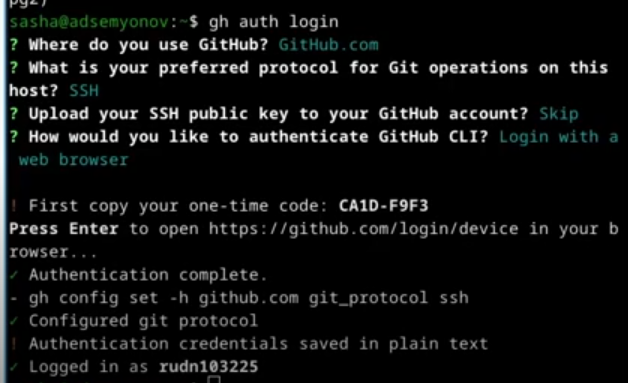 pg2)
sasha@adsemyonov:~$ gh auth login
? Where do you use GitHub? GitHub.com
? What is your preferred protocol for Git operations on this
host? SSH
? Upload your SSH public key to your GitHub account? Skip
? How would you like to authenticate GitHub CLI? Login with a
 web browser
! First copy your one-time code: CA1D-F9F3
Press Enter to open https://github.com/login/device in your b
rowser...
✓ Authentication complete.
- gh config set -h github.com git_protocol ssh
✓ Configured git protocol
! Authentication credentials saved in plain text
✓ Logged in as rudn103225